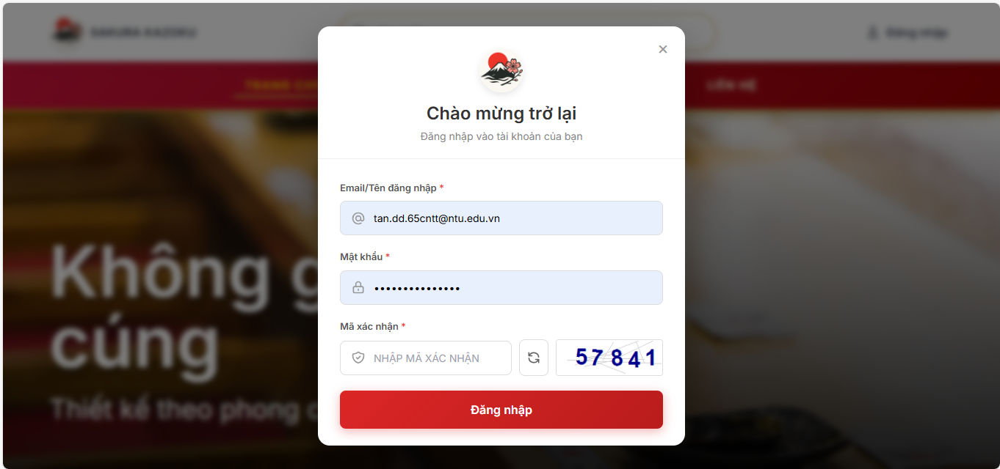 SAKURA KAZOKU
Đăng nhập
TRANG
LIÊN HỆ
Chào mừng trở lại
Đăng nhập vào tài khoản của bạn
Email/Tên đăng nhập *
tan.dd.65cntt@ntu.edu.vn
Mật khẩu *
•••••••••••••••
Mã xác nhận *
NHẬP MÃ XÁC NHẬN
57841
Đăng nhập
Không g
cúng
Thiết kế theo phong c